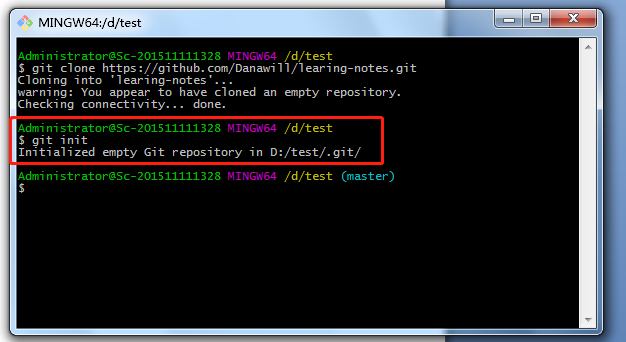 MINGW64:/d/test
Administrator@Sc-201511111328 MINGW64 /d/test
$ git clone https://github.com/Danawill/learing-notes.git
Cloning into 'learing-notes'...
warning: You appear to have cloned an empty repository.
Checking connectivity... done.
Administrator@Sc-201511111328 MINGW64 /d/test
$ git init
Initialized empty Git repository in D:/test/.git/
Administrator@Sc-201511111328 MINGW64 /d/test (master)
$